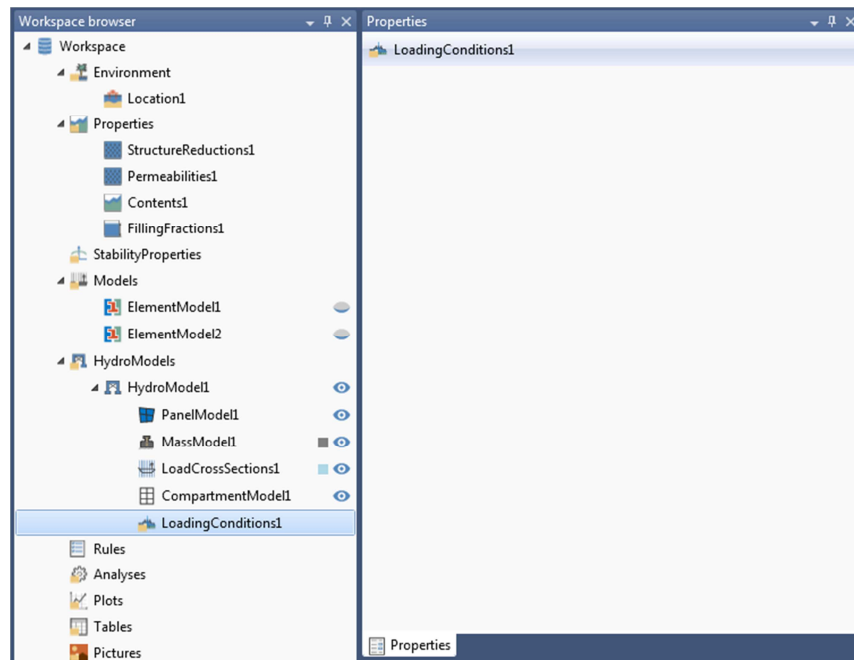 Workspace browser
Properties
Workspace
LoadingConditions1
Environment
Location1
Properties
StructureReductions1
Permeabilities1
Contents1
FillingFractions1
StabilityProperties
Models
ElementModel1
ElementModel2
HydroModels
HydroModel1
PanelModel1
MassModel1
LoadCrossSections1
CompartmentModel1
LoadingConditions1
Rules
Analyses
Plots
Tables
Pictures
Properties